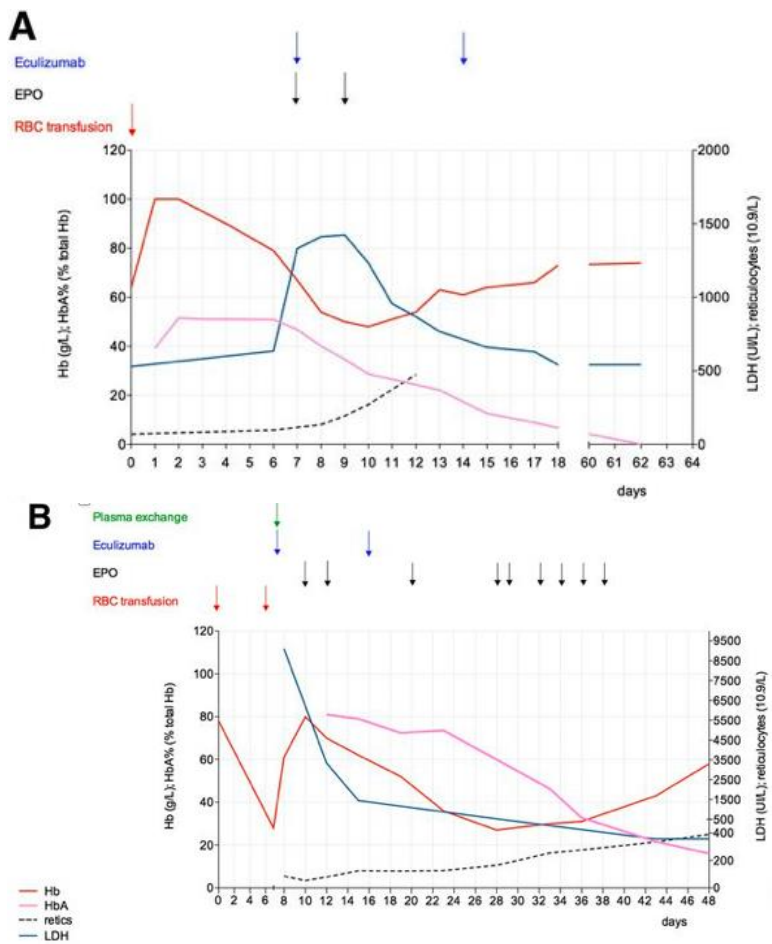 A
Eculizumab
EPO
RBC transfusion
120
100
80
60
40
20
0
Hb (g/L); HbA% (% total Hb)
2000
1500
1000
500
0
LDH (UI/L); reticulocytes (10.9/L)
0 1 2 3 4 5 6 7 8 9 10 11 12 13 14 15 16 17 18 60 61 62 63 64
days
B
Plasma exchange
Eculizumab
EPO
RBC transfusion
120
100
80
60
40
20
0
Hb (g/L); HbA% (% total Hb)
9500
8500
7500
6500
5500
4500
3500
2500
1500
500
400
200
0
LDH (UI/L); reticulocytes (10.9/L)
0 2 4 6 8 10 12 14 16 18 20 22 24 26 28 30 32 34 36 38 40 42 44 46 48
days
Hb
HbA
retics
LDH